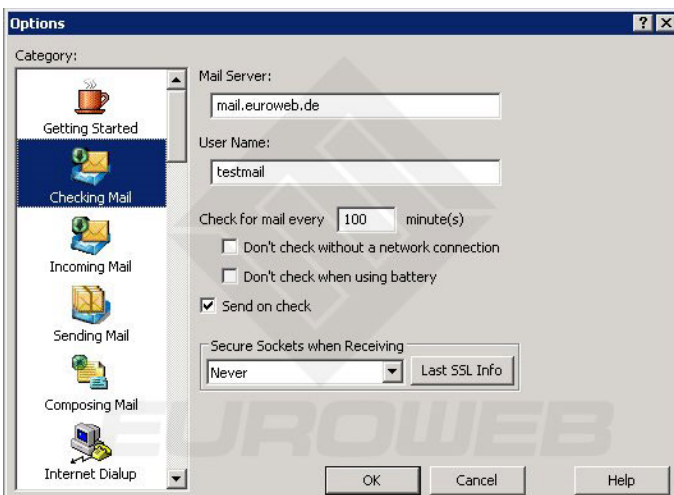 Options
Category:
Getting Started
Checking Mail
Incoming Mail
Sending Mail
Composing Mail
Internet Dialup
Mail Server:
mail.euroweb.de
User Name:
testmail
Check for mail every 100 minute(s)
Don't check without a network connection
Don't check when using battery
Send on check
Secure Sockets when Receiving
Never
Last SSL Info
EUROWEB
OK Cancel Help